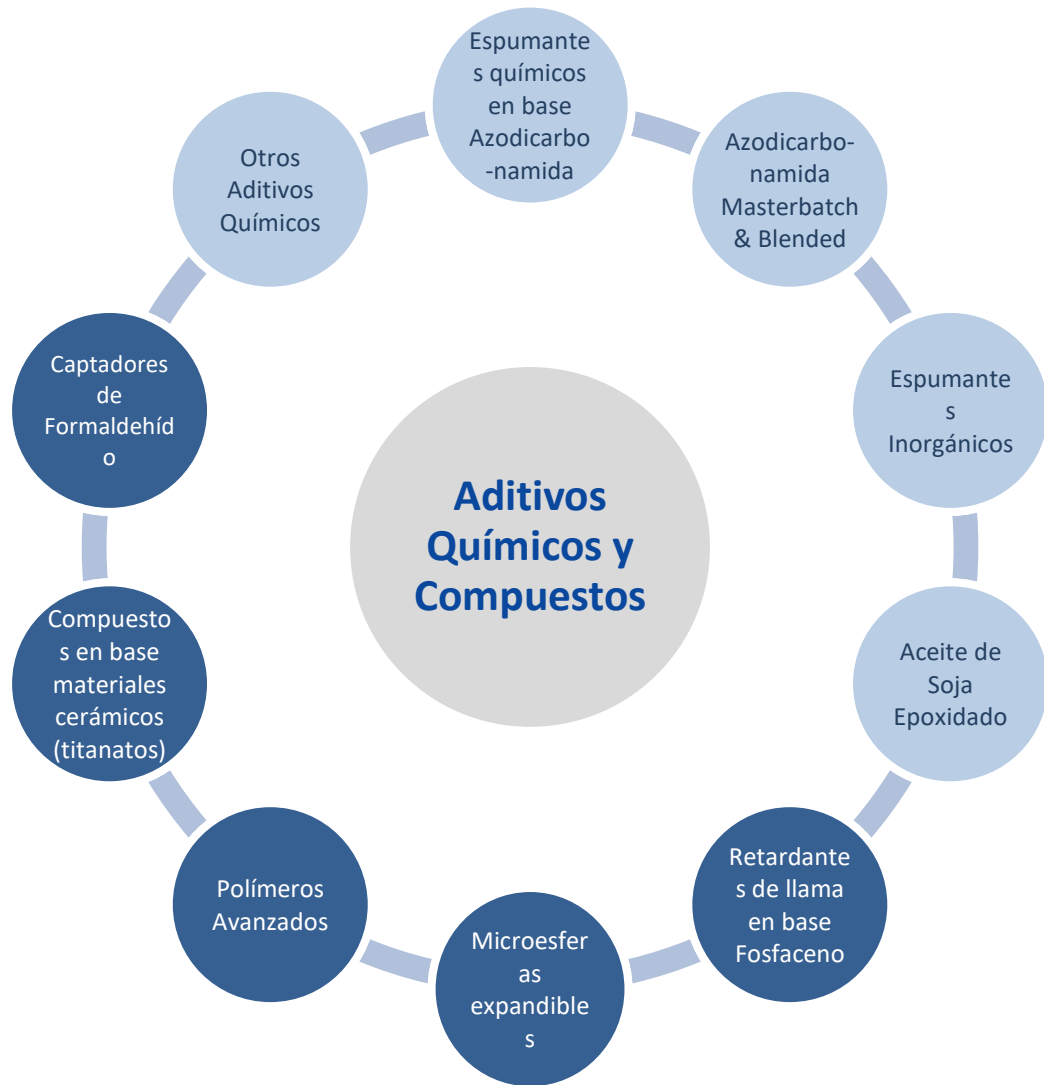 Espumante
s químicos
en base
Azodicarbo
-namida
Azodicarbo-
namida
Masterbatch
& Blended
Espumante
s
Inorgánicos
Aceite de
Soja
Epoxidado
Retardante
s de llama
en base
Fosfaceno
Microesfer
as
expandible
s
Polímeros
Avanzados
Compuesto
s en base
materiales
cerámicos
(titanatos)
Captadores
de
Formaldehíd
o
Otros
Aditivos
Químicos
Aditivos
Químicos y
Compuestos